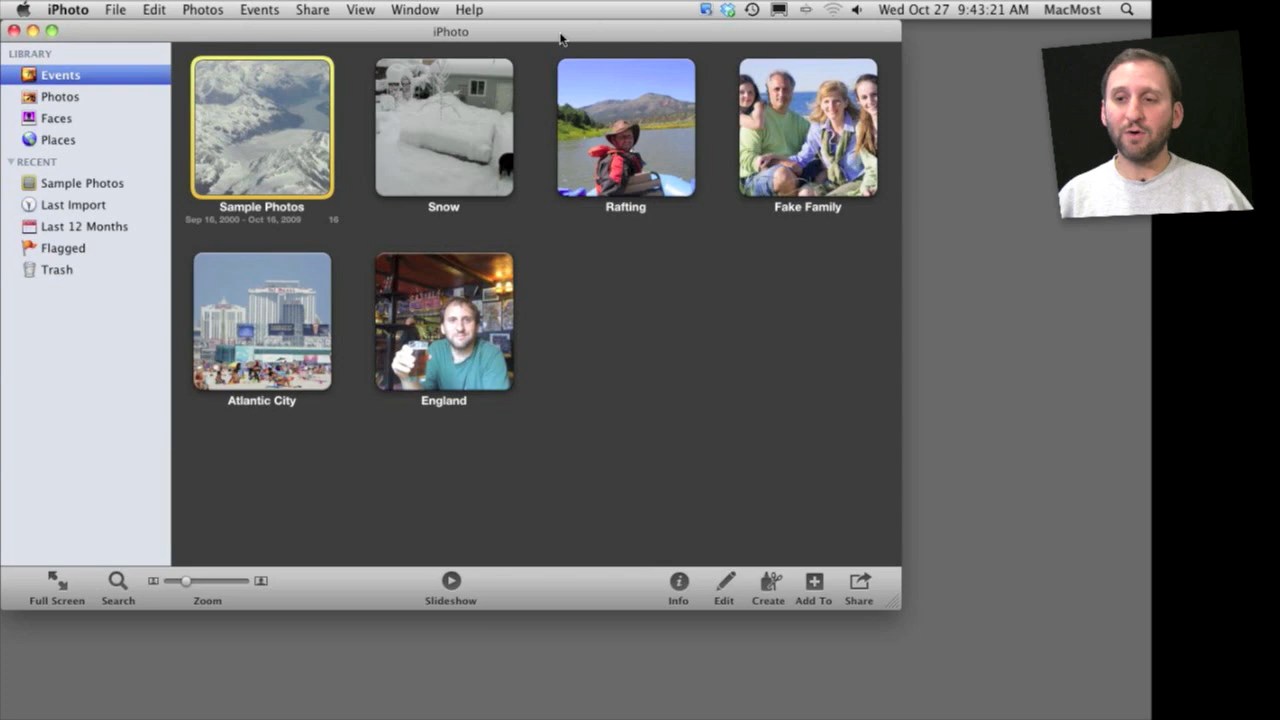 iPhoto File Edit Photos Events Share View Window Help Wed Oct 27 9:43:21 AM MacMost
iPhoto
LIBRARY
Events
Photos
Faces
Places
RECENT
Sample Photos
Last Import
Last 12 Months
Flagged
Trash
Sample Photos Snow Rafting Fake Family
Sep 16, 2000 - Oct 16, 2009 16
Atlantic City England
Full Screen Search Zoom Slideshow Info Edit Create Add To Share